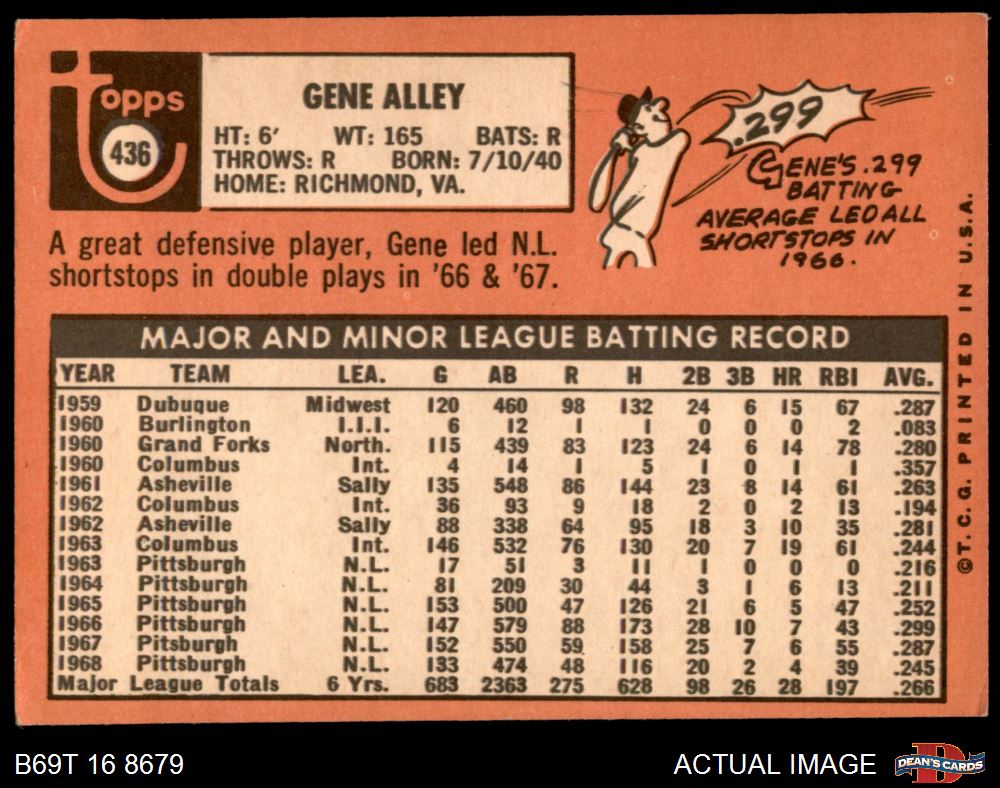 topps
436
GENE ALLEY
HT: 6' WT: 165 BATS: R
THROWS: R BORN: 7/10/40
HOME: RICHMOND, VA.
A great defensive player, Gene led N.L.
shortstops in double plays in '66 & '67.
.299
GENE'S .299
BATTING
AVERAGE LED ALL
SHORTSTOPS IN
1966.
MAJOR AND MINOR LEAGUE BATTING RECORD
YEAR TEAM LEA. G AB R H 2B 3B HR RBI AVG.
1959 Dubuque Midwest 120 460 98 132 24 6 15 67 .287
1960 Burlington I.I.I. 6 12 1 1 0 0 0 2 .083
1960 Grand Forks North. 115 439 83 123 24 6 14 78 .280
1960 Columbus Int. 4 14 1 5 1 0 1 1 .357
1961 Asheville Sally 135 548 86 144 23 8 14 61 .263
1962 Columbus Int. 36 93 9 18 2 0 2 13 .194
1962 Asheville Sally 88 338 64 95 18 3 10 35 .281
1963 Columbus Int. 146 532 76 130 20 7 19 61 .244
1963 Pittsburgh N.L. 17 51 3 11 1 0 0 0 .216
1964 Pittsburgh N.L. 81 209 30 44 3 1 6 13 .211
1965 Pittsburgh N.L. 153 500 47 126 21 6 5 47 .252
1966 Pittsburgh N.L. 147 579 88 173 28 10 7 43 .299
1967 Pitsburgh N.L. 152 550 59 158 25 7 6 55 .287
1968 Pittsburgh N.L. 133 474 48 116 20 2 4 39 .245
Major League Totals 6 Yrs. 683 2363 275 628 98 26 28 197 .266
©T. C. G. PRINTED IN U.S.A.
B69T 16 8679
ACTUAL IMAGE
DEAN'S CARDS